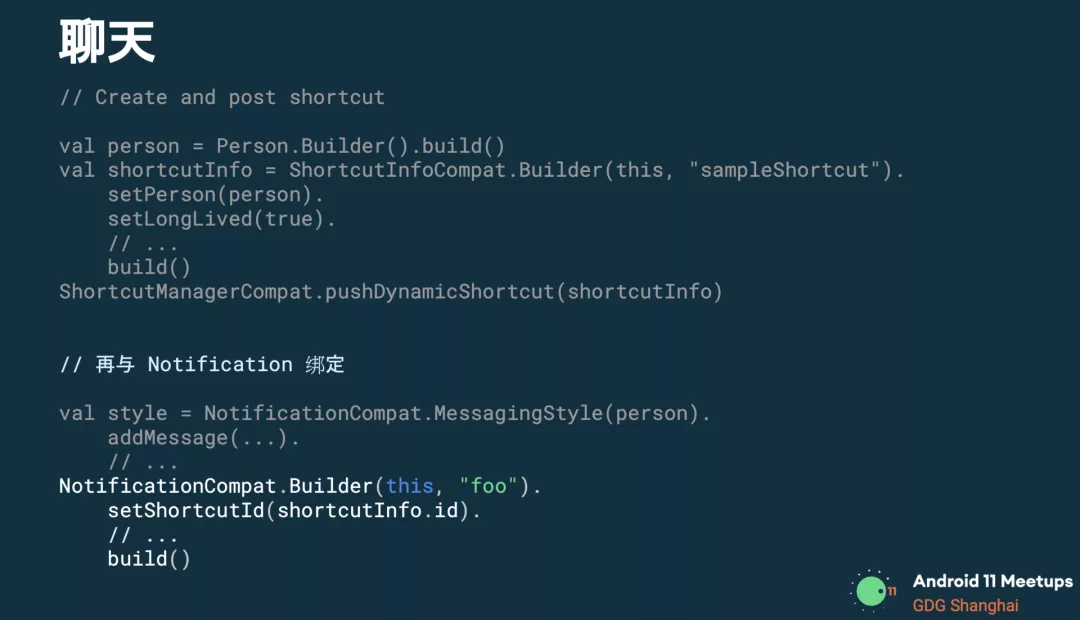 聊天
// Create and post shortcut
val person = Person.Builder().build()
val shortcutInfo = ShortcutInfoCompat.Builder(this, "sampleShortcut").
    setPerson(person).
    setLongLived(true).
    // ...
    build()
ShortcutManagerCompat.pushDynamicShortcut(shortcutInfo)
// 再与 Notification 绑定
val style = NotificationCompat.MessagingStyle(person).
    addMessage(...).
    // ...
NotificationCompat.Builder(this, "foo").
    setShortcutId(shortcutInfo.id).
    // ...
    build()
11
Android 11 Meetups
GDG Shanghai